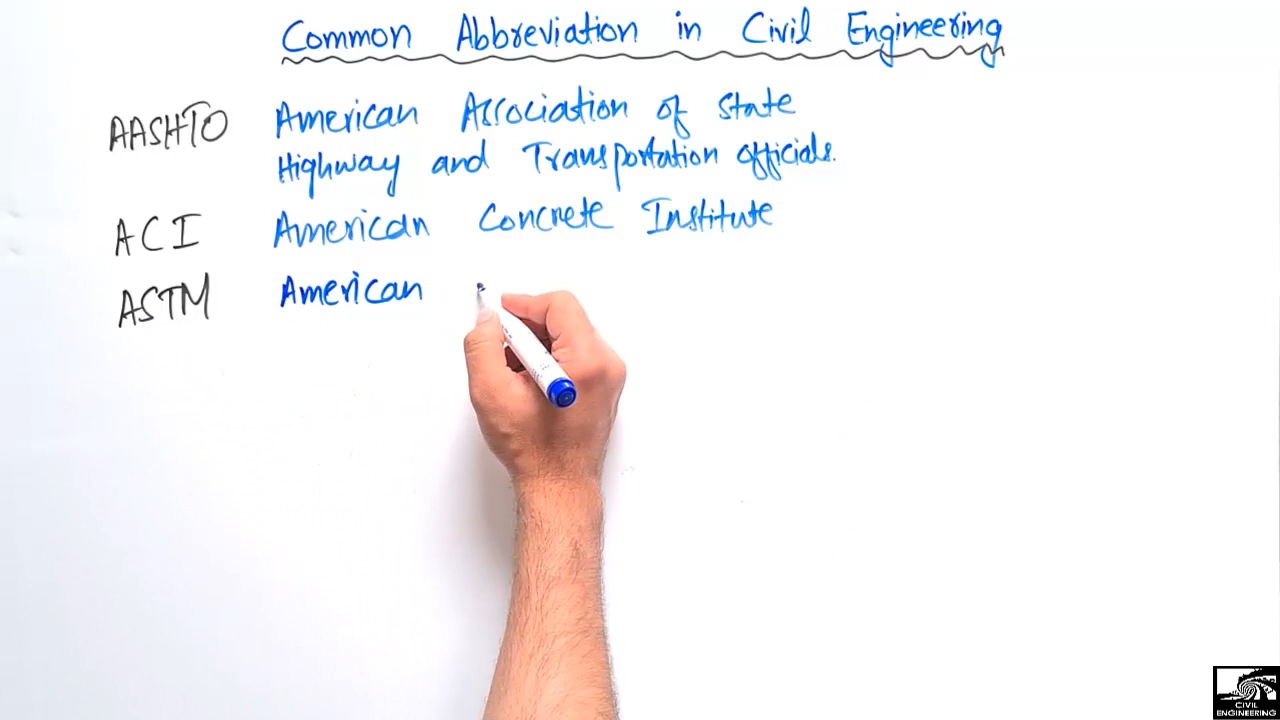 Common Abbreviation in Civil Engineering
AASHTO American Association of State
Highway and Transportation officials.
ACI American Concrete Institute
ASTM American
CIVIL
ENGINEERING